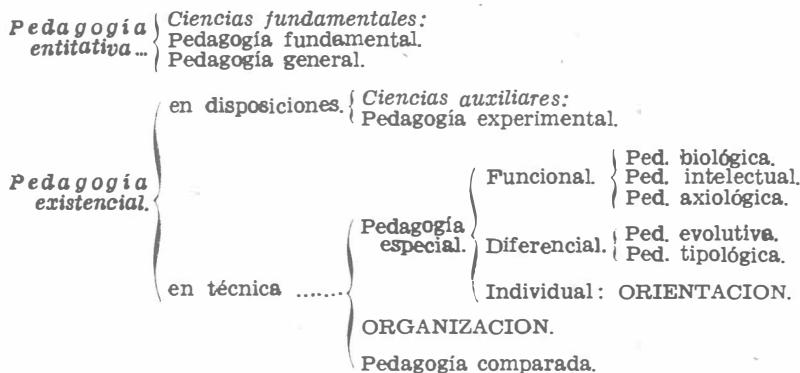 Pedagogía entitativa...
Ciencias fundamentales:
Pedagogía fundamental.
Pedagogía general.
Pedagogía existencial.
en disposiciones.
Ciencias auxiliares:
Pedagogía experimental.
en técnica .......
Pedagogía especial.
Funcional.
Ped. biológica.
Ped. intelectual.
Ped. axiológica.
Diferencial.
Ped. evolutiva.
Ped. tipológica.
Individual: ORIENTACION.
ORGANIZACION.
Pedagogía comparada.